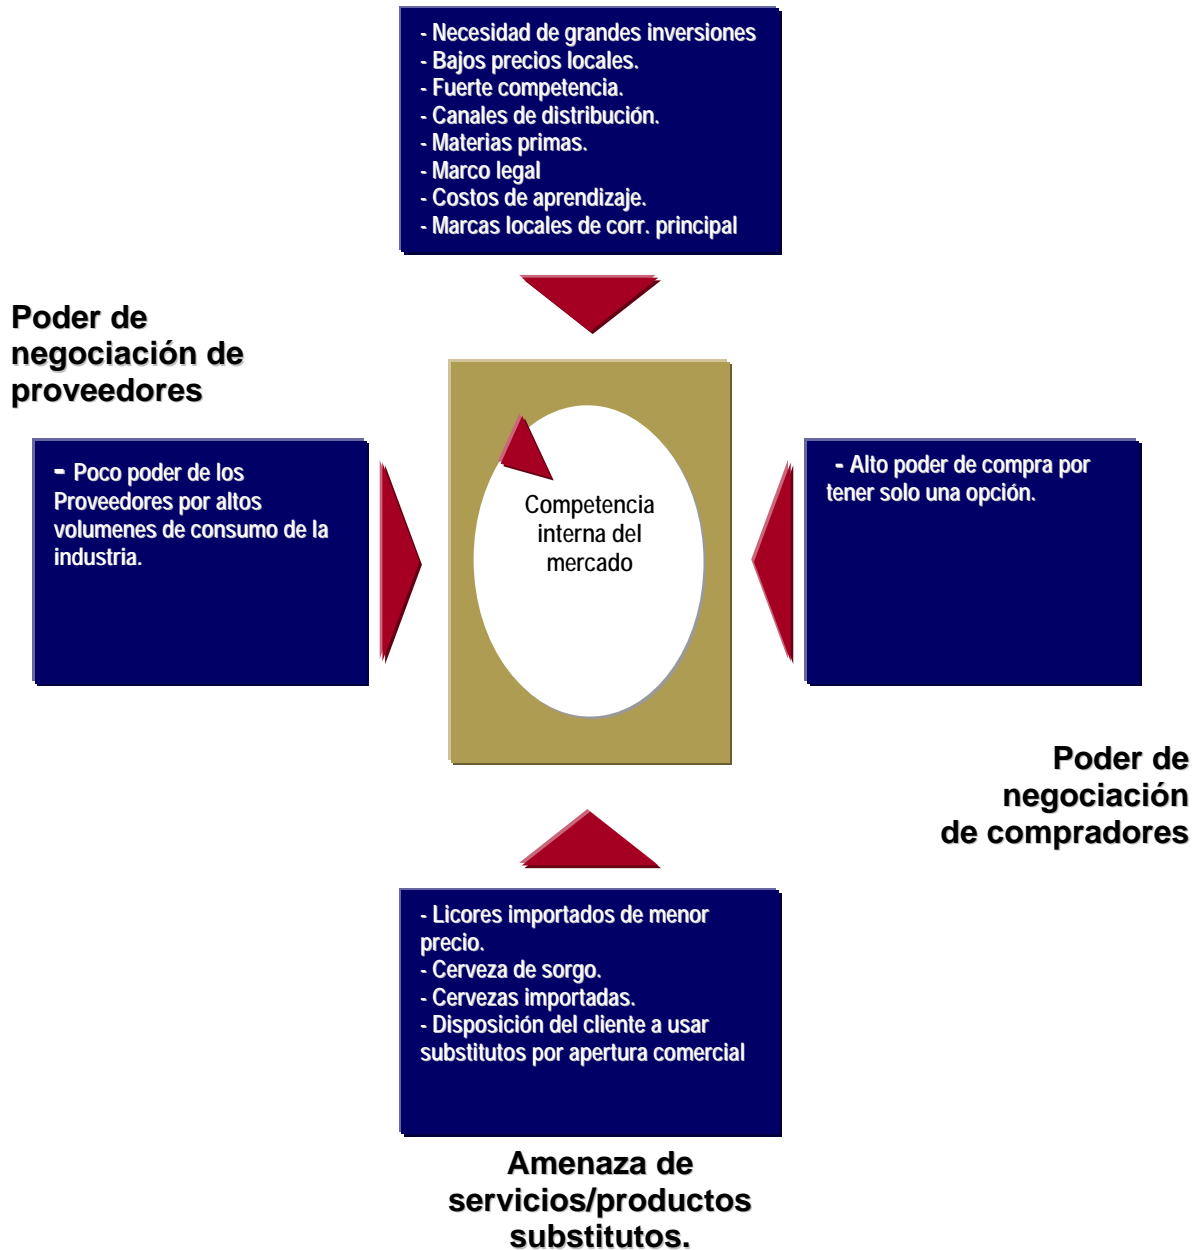 - Necesidad de grandes inversiones
- Bajos precios locales.
- Fuerte competencia.
- Canales de distribución.
- Materias primas.
- Marco legal
- Costos de aprendizaje.
- Marcas locales de corr. principal
Poder de
negociación de
proveedores
- Poco poder de los
Proveedores por altos
volumenes de consumo de la
industria.
Competencia
interna del
mercado
- Alto poder de compra por
tener solo una opción.
Poder de
negociación
de compradores
- Licores importados de menor
precio.
- Cerveza de sorgo.
- Cervezas importadas.
- Disposición del cliente a usar
substitutos por apertura comercial
Amenaza de
servicios/productos
substitutos.